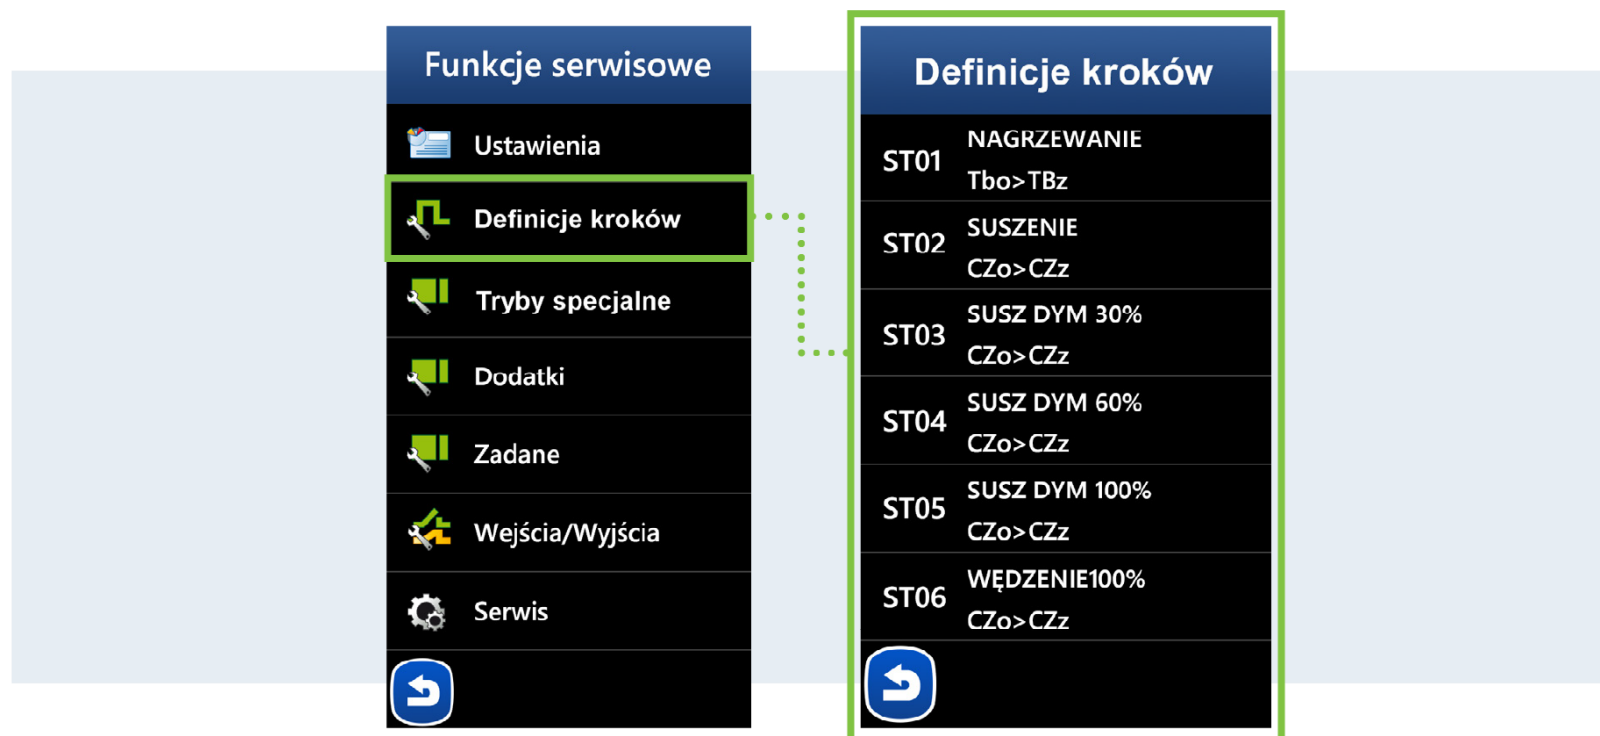 Funkcje serwisowe
Ustawienia
Definicje kroków
Tryby specjalne
Dodatki
Zadane
Wejścia/Wyjścia
Serwis
Definicje kroków
ST01
NAGRZEWANIE
Tbo>TBz
ST02
SUSZENIE
CZo>CZz
ST03
SUSZ DYM 30%
CZo>CZz
ST04
SUSZ DYM 60%
CZo>CZz
ST05
SUSZ DYM 100%
CZo>CZz
ST06
WĘDZENIE100%
CZo>CZz